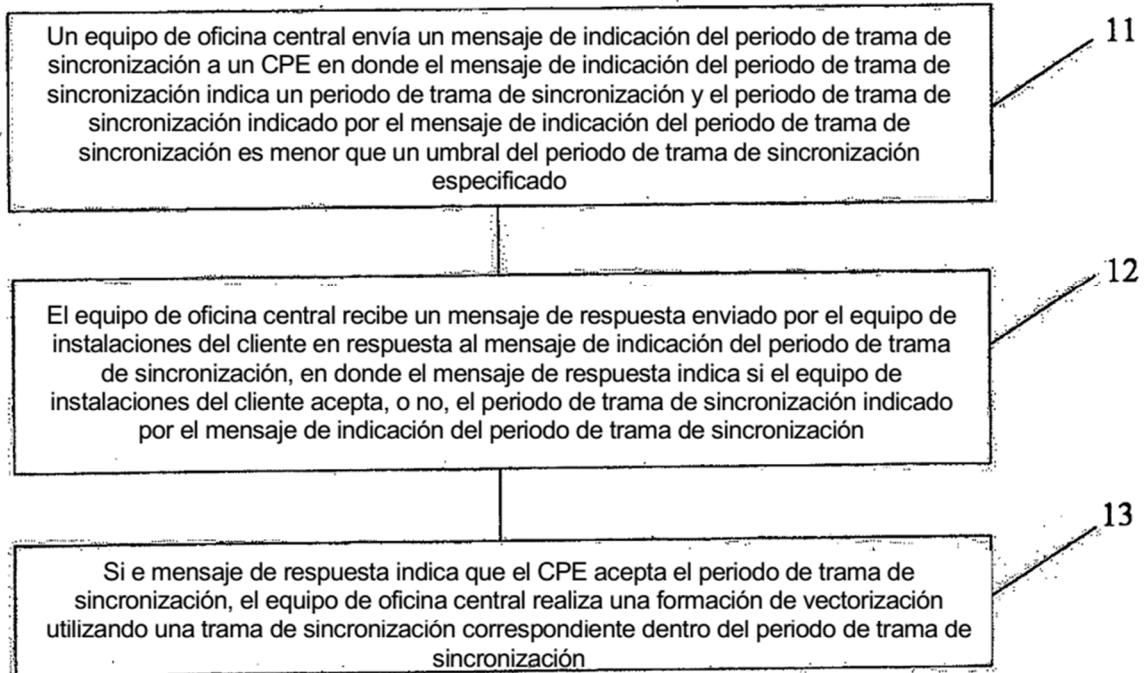 Un equipo de oficina central envía un mensaje de indicación del periodo de trama de
sincronización a un CPE en donde el mensaje de indicación del periodo de trama de
sincronización indica un periodo de trama de sincronización y el periodo de trama de
sincronización indicado por el mensaje de indicación del periodo de trama de
sincronización es menor que un umbral del periodo de trama de sincronización
especificado
11
El equipo de oficina central recibe un mensaje de respuesta enviado por el equipo de
instalaciones del cliente en respuesta al mensaje de indicación del periodo de trama
de sincronización, en donde el mensaje de respuesta indica si el equipo de
instalaciones del cliente acepta, o no, el periodo de trama de sincronización indicado
por el mensaje de indicación del periodo de trama de sincronización
12
Si e mensaje de respuesta indica que el CPE acepta el periodo de trama de
sincronización, el equipo de oficina central realiza una formación de vectorización
utilizando una trama de sincronización correspondiente dentro del periodo de trama de
sincronización
13